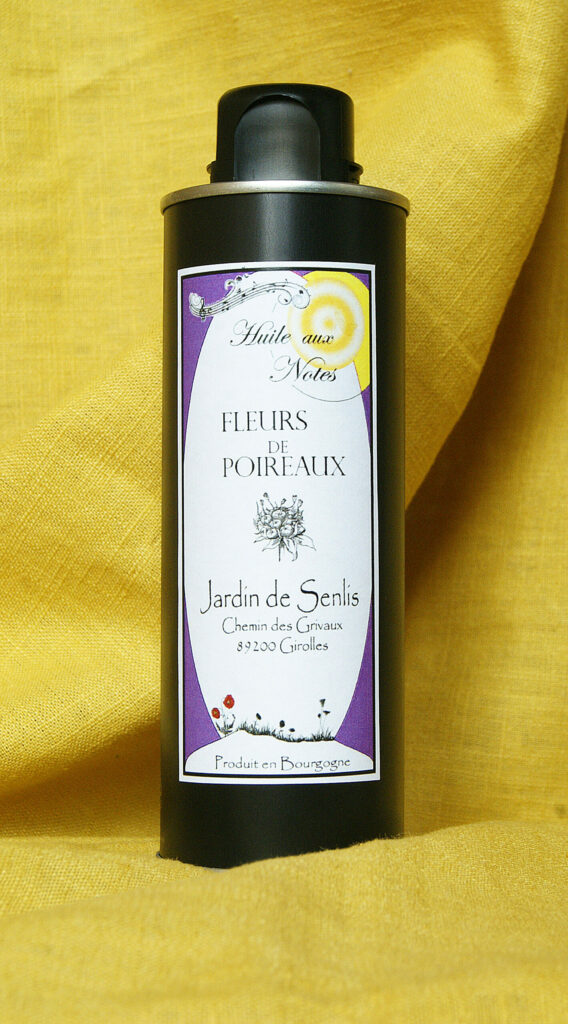 Huile aux
Notes
FLEURS
DE
POIREAUX
Jardin de Senlis
Chemin des Grivaux
89200 Girolles
Produit en Bourgogne